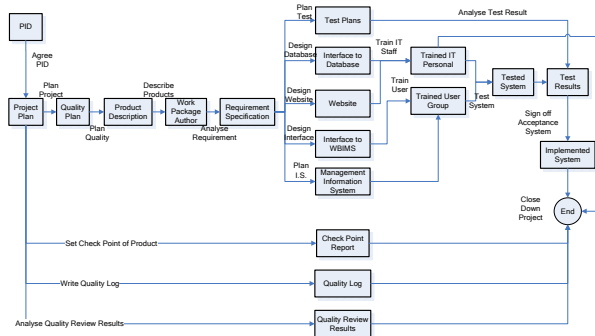 PID
Agree
PID
Plan
Project
Project
Plan
Quality
Plan
Plan
Quality
Describe
Products
Product
Description
Work
Package
Author
Analyse
Requirement
Requirement
Specification
Plan
Test
Test Plans
Analyse Test Result
Design
Database
Interface to
Database
Train IT
Staff
Trained IT
Personal
Design
Website
Website
Train
User
Trained User
Group
Test
System
Tested
System
Test
Results
Design
Interface
Interface to
WBIMS
Sign off
Acceptance
System
Implemented
System
Plan
I.S.
Management
Information
System
Close
Down
Project
End
Set Check Point of Product
Check Point
Report
Write Quality Log
Quality Log
Analyse Quality Review Results
Quality Review
Results